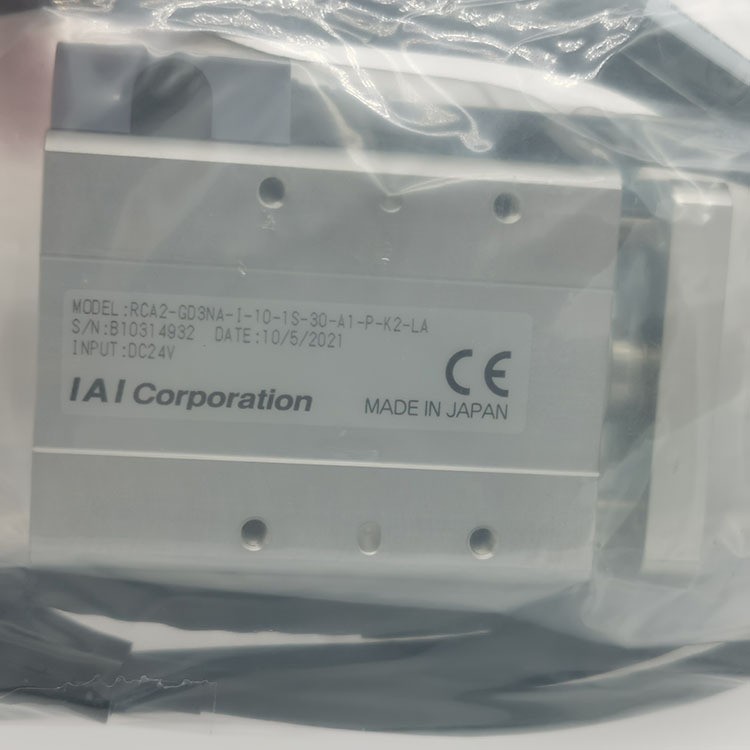 MODEL:RCA2-GD3NA-I-10-1S-30-A1-P-K2-LA
S/N:B10314932 DATE:10/5/2021
INPUT:DC24V
CE
IAI Corporation
MADE IN JAPAN